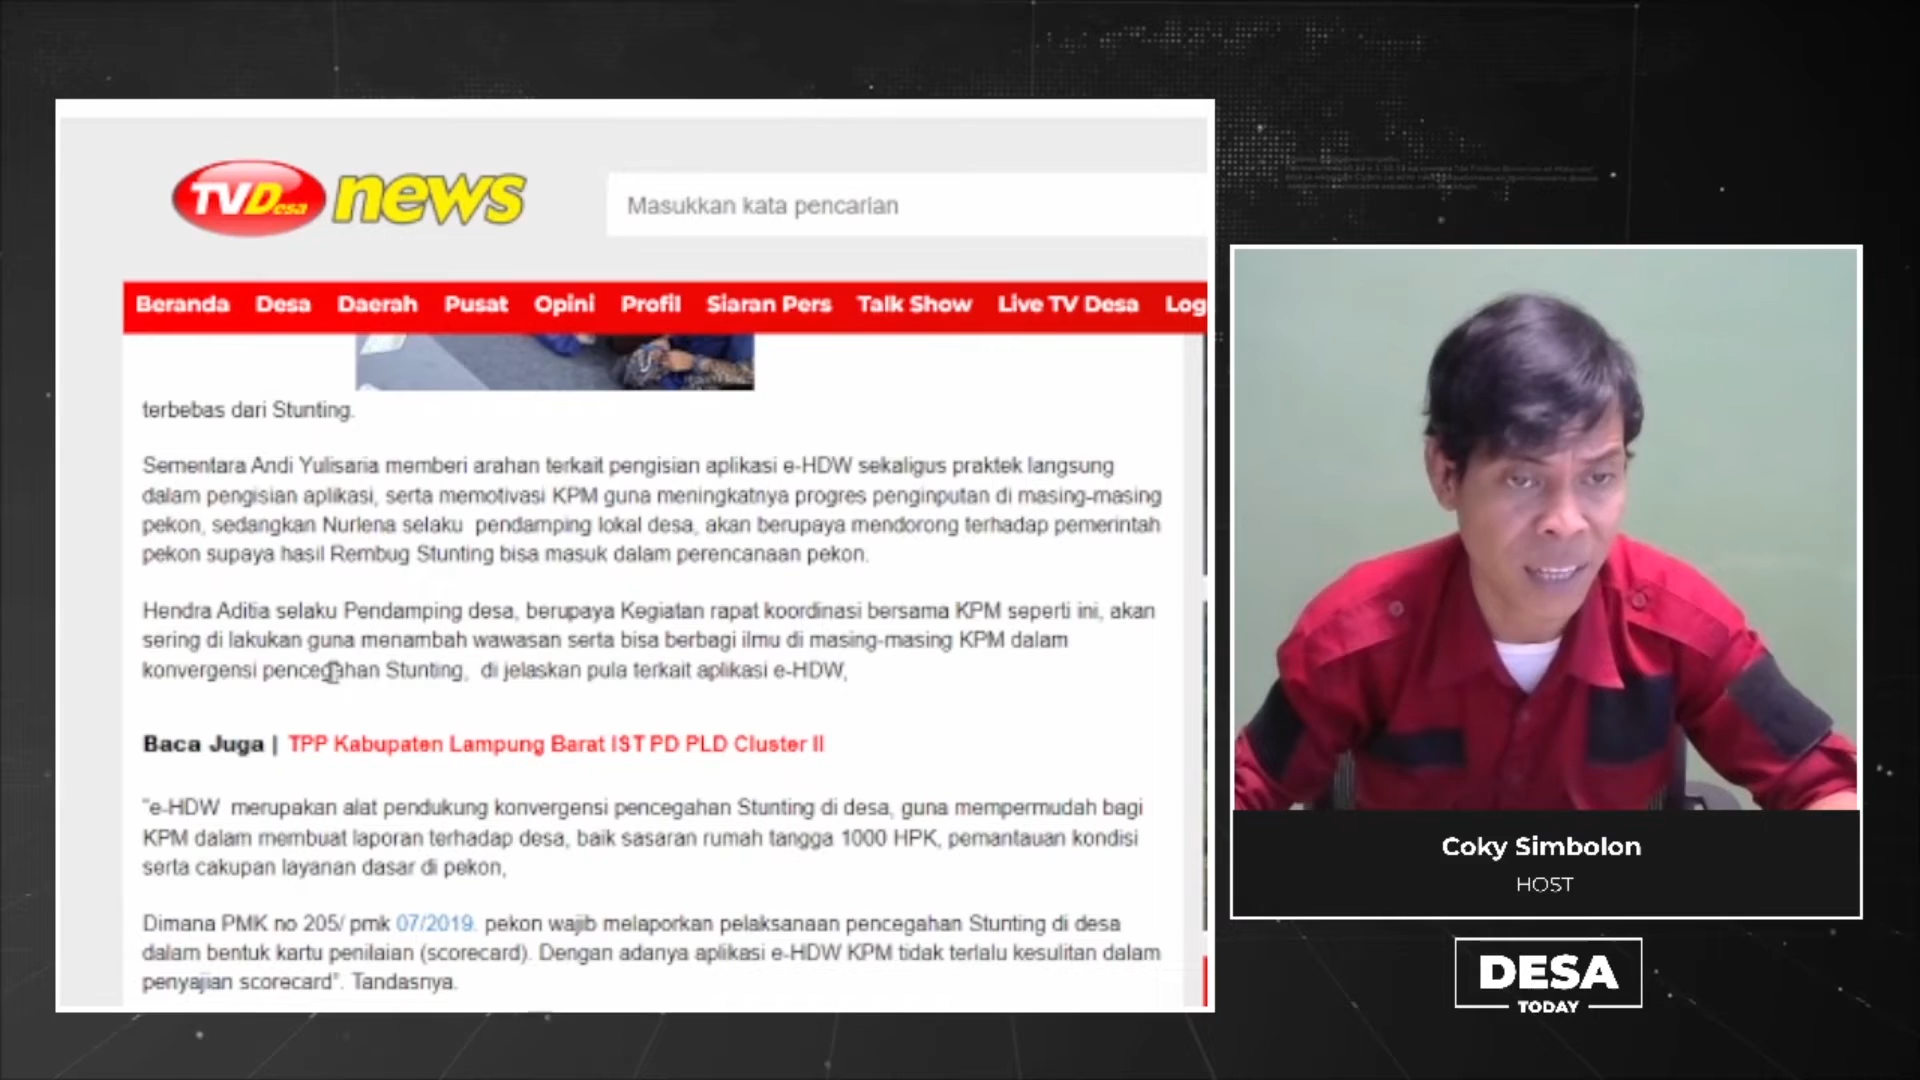 TVDesa news
Masukkan kata pencarian
Beranda Desa Daerah Pusat Opini Profil Siaran Pers Talk Show Live TV Desa Log
terbebas dari Stunting.
Sementara Andi Yulisaria memberi arahan terkait pengisian aplikasi e-HDW sekaligus praktek langsung
dalam pengisian aplikasi, serta memotivasi KPM guna meningkatnya progres penginputan di masing-masing
pekon, sedangkan Nurlena selaku pendamping lokal desa, akan berupaya mendorong terhadap pemerintah
pekon supaya hasil Rembug Stunting bisa masuk dalam perencanaan pekon.
Hendra Aditia selaku Pendamping desa, berupaya Kegiatan rapat koordinasi bersama KPM seperti ini, akan
sering di lakukan guna menambah wawasan serta bisa berbagi ilmu di masing-masing KPM dalam
konvergensi pencegahan Stunting, di jelaskan pula terkait aplikasi e-HDW,
Baca Juga | TPP Kabupaten Lampung Barat IST PD PLD Cluster II
"e-HDW merupakan alat pendukung konvergensi pencegahan Stunting di desa, guna mempermudah bagi
KPM dalam membuat laporan terhadap desa, baik sasaran rumah tangga 1000 HPK, pemantauan kondisi
serta cakupan layanan dasar di pekon,
Dimana PMK no 205/ pmk 07/2019. pekon wajib melaporkan pelaksanaan pencegahan Stunting di desa
dalam bentuk kartu penilaian (scorecard). Dengan adanya aplikasi e-HDW KPM tidak terlalu kesulitan dalam
penyajian scorecard". Tandasnya.
Coky Simbolon
HOST
DESA
TODAY